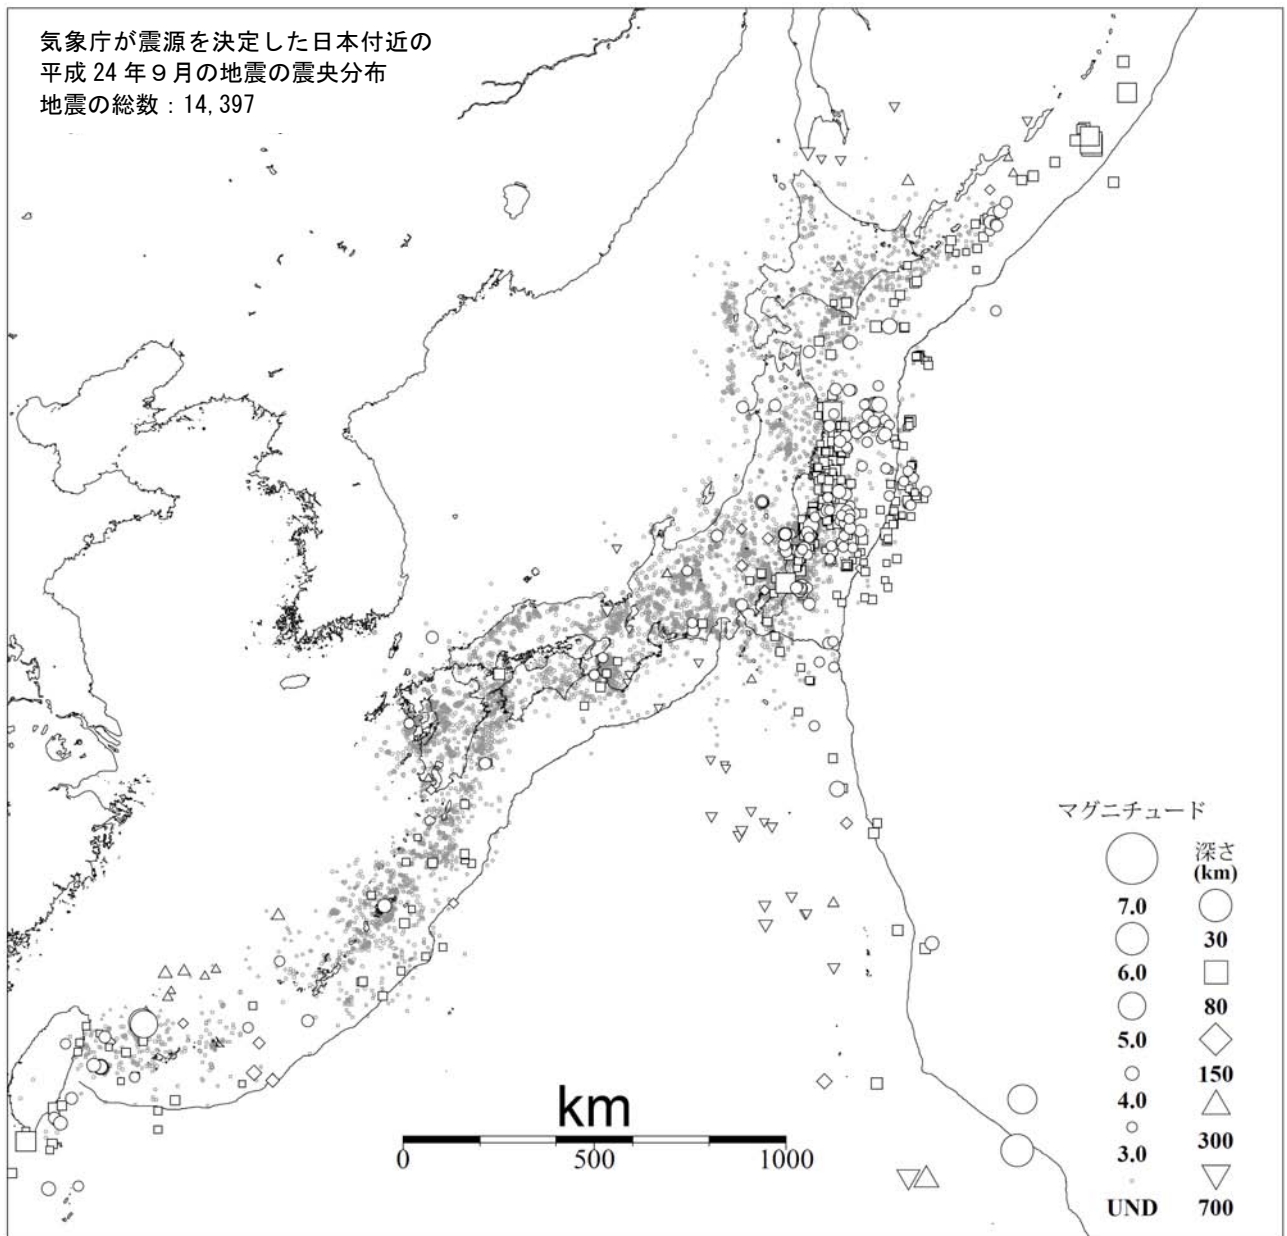 気象庁が震源を決定した日本付近の
平成 24 年９月の地震の震央分布
地震の総数：14,397
マグニチュード
深さ
(km)
7.0
30
6.0
80
5.0
150
4.0
300
3.0
UND 700
km
0 500 1000